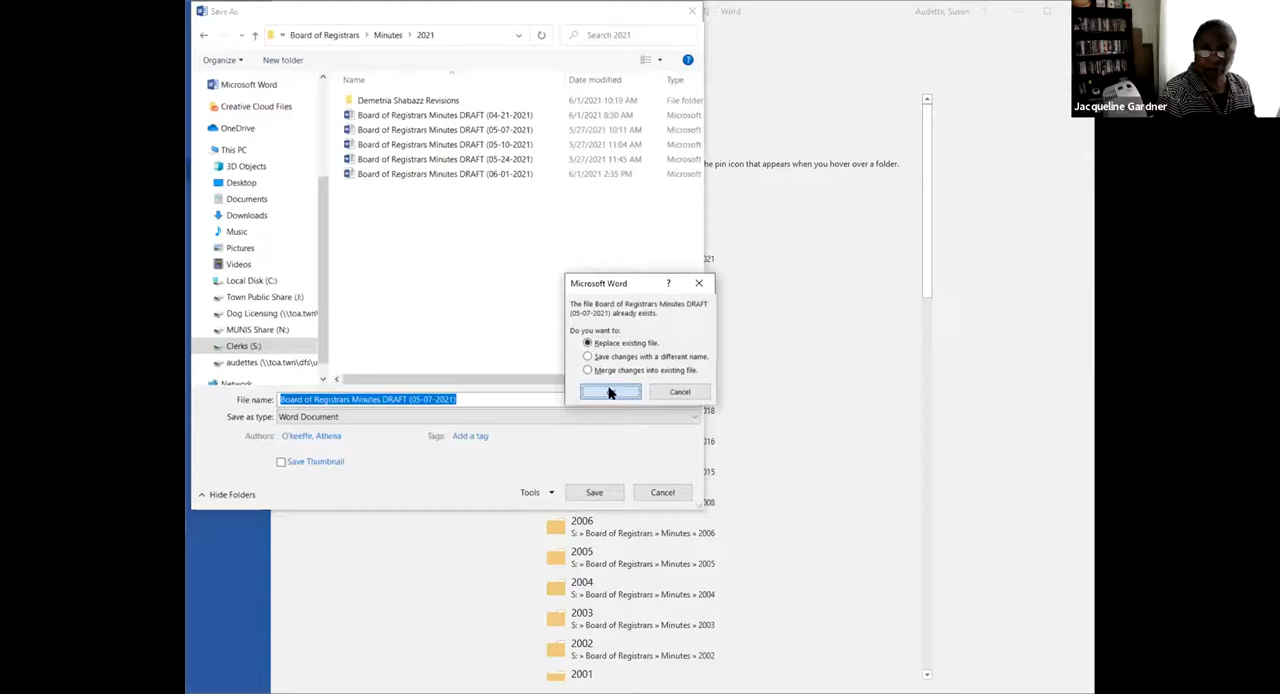 Save As
) - Word
Audette, Susan
Board of Registrars
Minutes
2021
Search 2021
Organize
New folder
Name
Date modified
Type
Microsoft Word
Creative Cloud Files
OneDrive
This PC
3D Objects
Desktop
Documents
Downloads
Music
Pictures
Videos
Local Disk (C:)
Town Public Share (J:)
Dog Licensing (\\toa.twn\
MUNIS Share (N:)
Clerks (S:)
audettes (\\toa.twn\dfs\u
Network
Demetria Shabazz Revisions 6/1/2021 10:19 AM File folder
Board of Registrars Minutes DRAFT (04-21-2021) 6/1/2021 8:30 AM Microsoft
Board of Registrars Minutes DRAFT (05-07-2021) 5/27/2021 10:11 AM Microsoft
Board of Registrars Minutes DRAFT (05-10-2021) 5/27/2021 11:04 AM Microsoft
Board of Registrars Minutes DRAFT (05-24-2021) 5/27/2021 11:45 AM Microsoft
Board of Registrars Minutes DRAFT (06-01-2021) 6/1/2021 2:35 PM Microsoft
he pin icon that appears when you hover over a folder.
021
Microsoft Word
The file Board of Registrars Minutes DRAFT
(05-07-2021) already exists.
Do you want to:
Replace existing file.
Save changes with a different name.
Merge changes into existing file.
Cancel
File name: Board of Registrars Minutes DRAFT (05-07-2021)
Save as type: Word Document
Authors: O'keeffe, Athena
Tags: Add a tag
Save Thumbnail
Hide Folders
Tools
Save
Cancel
018
016
015
008
2006
S: » Board of Registrars » Minutes » 2006
2005
S: » Board of Registrars » Minutes » 2005
2004
S: » Board of Registrars » Minutes » 2004
2003
S: » Board of Registrars » Minutes » 2003
2002
S: » Board of Registrars » Minutes » 2002
2001
Jacqueline Gardner